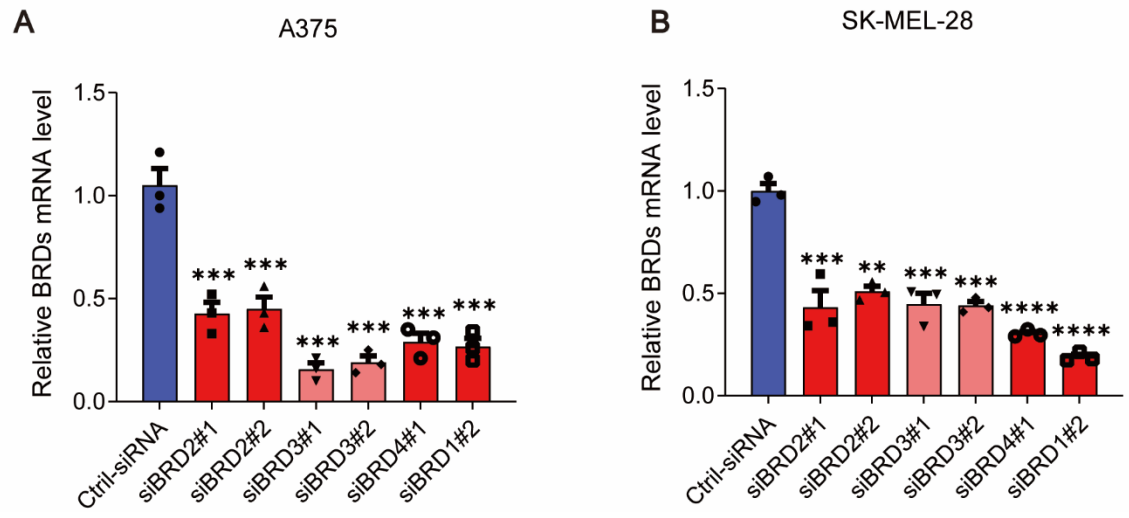 A
A375
Relative BRDs mRNA level
1.5
1.0
0.5
0.0
***
***
***
***
***
***
Ctril-siRNA
siBRD2#1
siBRD2#2
siBRD3#1
siBRD3#2
siBRD4#1
siBRD1#2
B
SK-MEL-28
Relative BRDs mRNA level
1.5
1.0
0.5
0.0
***
**
***
***
****
****
Ctril-siRNA
siBRD2#1
siBRD2#2
siBRD3#1
siBRD3#2
siBRD4#1
siBRD1#2